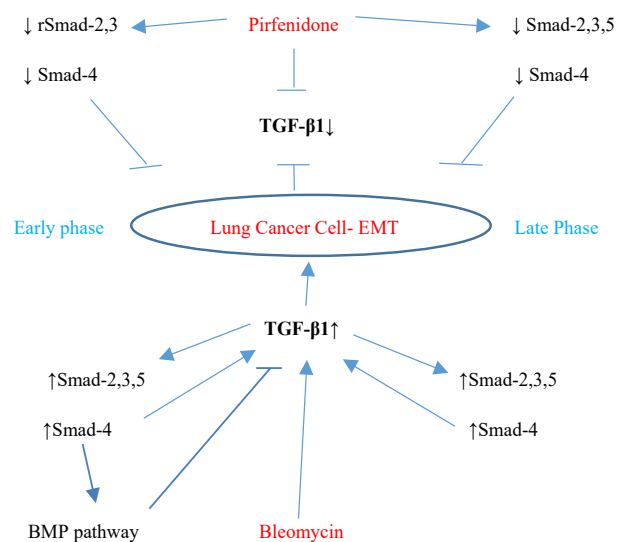 ↓ rSmad-2,3
Pirfenidone
↓ Smad-2,3,5
↓ Smad-4
↓ Smad-4
TGF-β1↓
Early phase
Lung Cancer Cell- EMT
Late Phase
TGF-β1↑
↑Smad-2,3,5
↑Smad-2,3,5
↑Smad-4
↑Smad-4
BMP pathway
Bleomycin